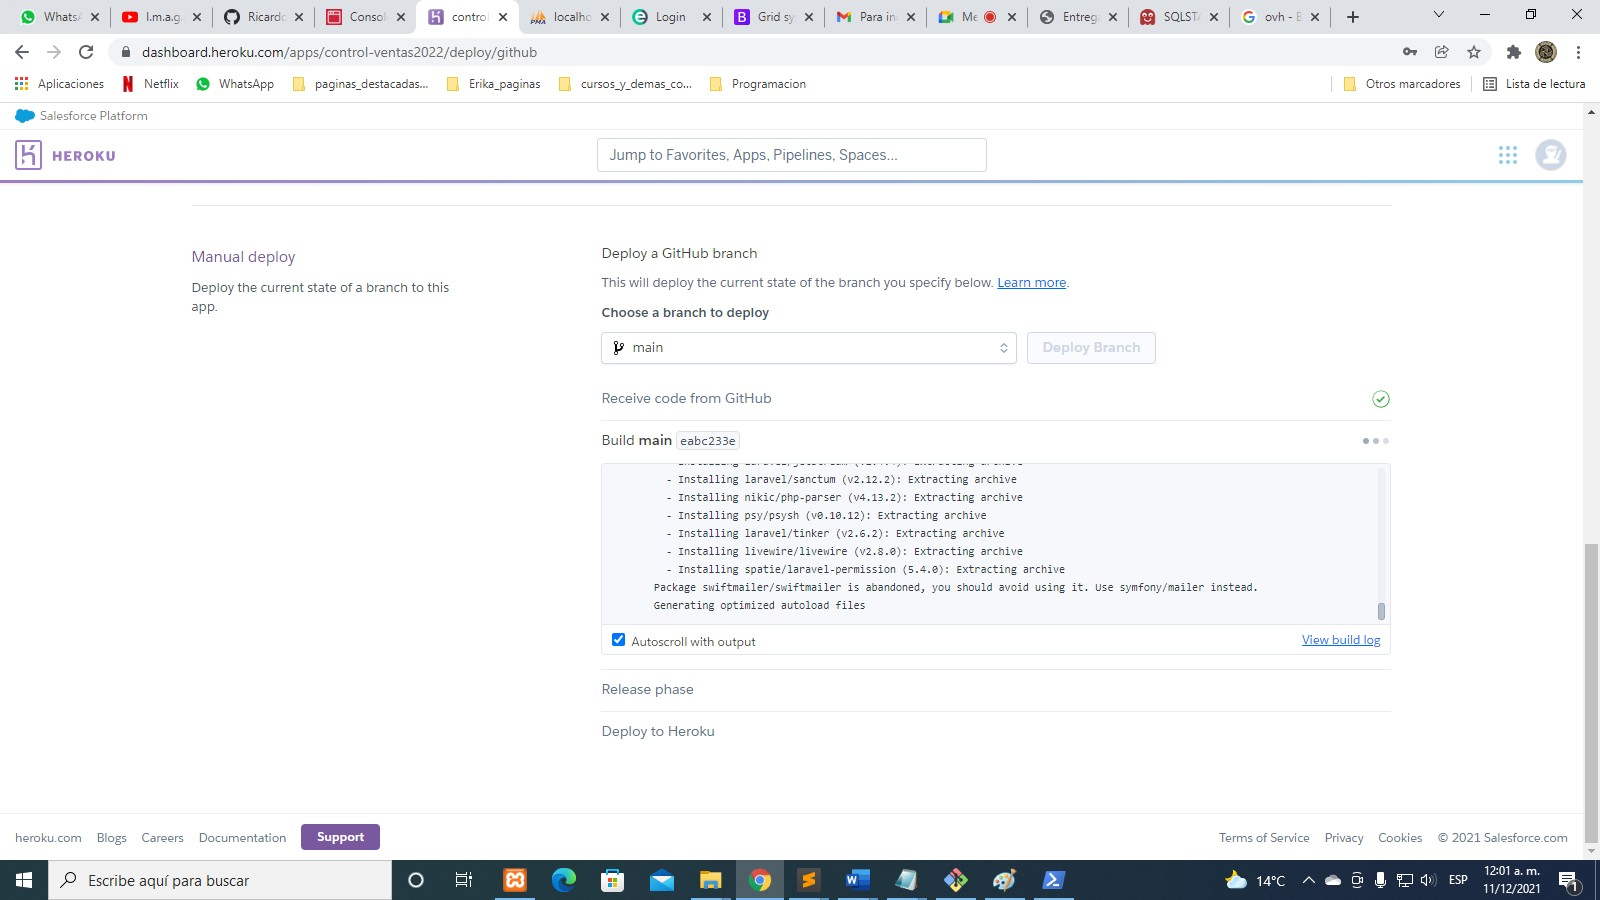 WhatsA
l.m.a.g.
Ricardo
Consol
control
localho
Login
Grid sy
Para in
Me
Entreg
SQLSTA
ovh - B
dashboard.heroku.com/apps/control-ventas2022/deploy/github
Aplicaciones
Netflix
WhatsApp
paginas_destacadas...
Erika_paginas
cursos_y_demas_co...
Programacion
Otros marcadores
Lista de lectura
Salesforce Platform
HEROKU
Jump to Favorites, Apps, Pipelines, Spaces...
Manual deploy
Deploy the current state of a branch to this
app.
Deploy a GitHub branch
This will deploy the current state of the branch you specify below. Learn more.
Choose a branch to deploy
main
Deploy Branch
Receive code from GitHub
Build main eabc233e
- Installing laravel/sanctum (v2.12.2): Extracting archive
- Installing nikic/php-parser (v4.13.2): Extracting archive
- Installing psy/psysh (v0.10.12): Extracting archive
- Installing laravel/tinker (v2.6.2): Extracting archive
- Installing livewire/livewire (v2.8.0): Extracting archive
- Installing spatie/laravel-permission (5.4.0): Extracting archive
Package swiftmailer/swiftmailer is abandoned, you should avoid using it. Use symfony/mailer instead.
Generating optimized autoload files
Autoscroll with output
View build log
Release phase
Deploy to Heroku
heroku.com
Blogs
Careers
Documentation
Support
Terms of Service
Privacy
Cookies
© 2021 Salesforce.com
Escribe aquí para buscar
14°C
ESP
12:01 a. m.
11/12/2021
1